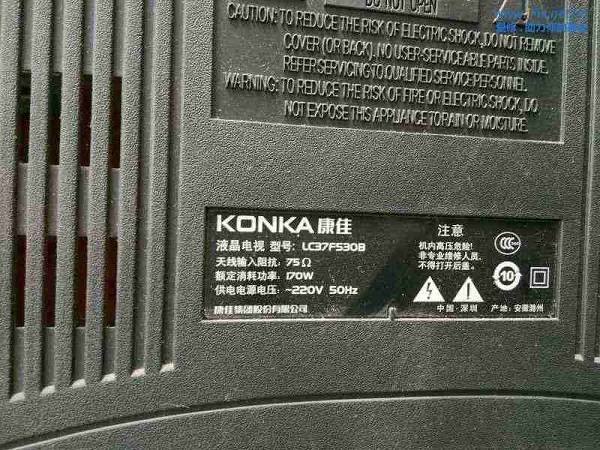 DO NOT OPEN
CAUTION: TO REDUCE THE RISK OF ELECTRIC SHOCK, DO NOT REMOVE
COVER (OR BACK). NO USER-SERVICEABLE PARTS INSIDE.
REFER SERVICING TO QUALIFIED SERVICE PERSONNEL.
WARNING: TO REDUCE THE RISK OF FIRE OR ELECTRIC SHOCK, DO
NOT EXPOSE THIS APPLIANCE TO RAIN OR MOISTURE.
KONKA 康佳
液晶电视 型号: LC37F530B
天线输入阻抗: 75Ω
额定消耗功率: 170W
供电电源电压: ~220V 50Hz
康佳集团股份有限公司
注意
机内高压危险!
非专业维修人员,
不得打开后盖。
CCC
10
中国·深圳
产地: 安徽滁州